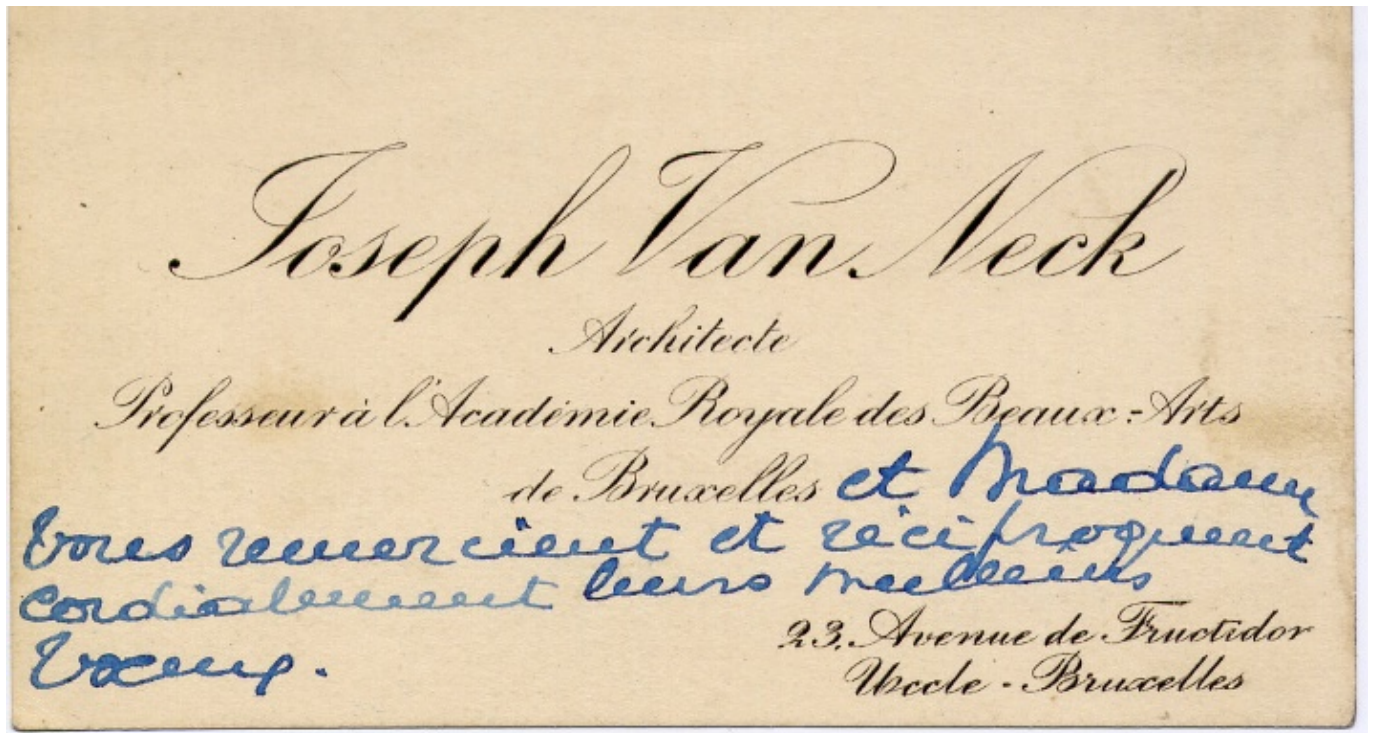 Joseph Van Neck
Architecte
Professeur à l'Académie Royale des Beaux-Arts
de Bruxelles et Madame
vous remercient et réciproquent
cordialement leurs meilleurs
vœux.
23, Avenue de Fructidor
Uccle - Bruxelles